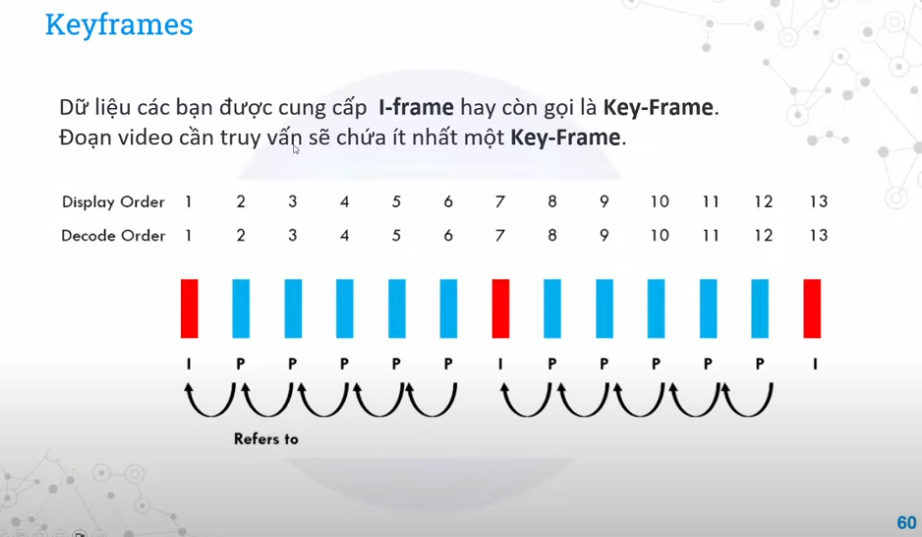 Keyframes
Dữ liệu các bạn được cung cấp I-frame hay còn gọi là Key-Frame.
Đoạn video cần truy vấn sẽ chứa ít nhất một Key-Frame.
Display Order 1 2 3 4 5 6 7 8 9 10 11 12 13
Decode Order 1 2 3 4 5 6 7 8 9 10 11 12 13
I P P P P P I P P P P P I
Refers to
60